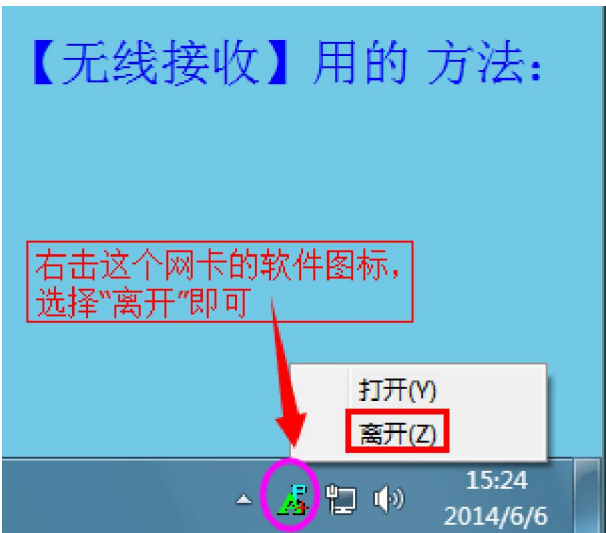 【无线接收】用的 方法:
右击这个网卡的软件图标，
选择“离开”即可
打开(Y)
离开(Z)
15:24
2014/6/6